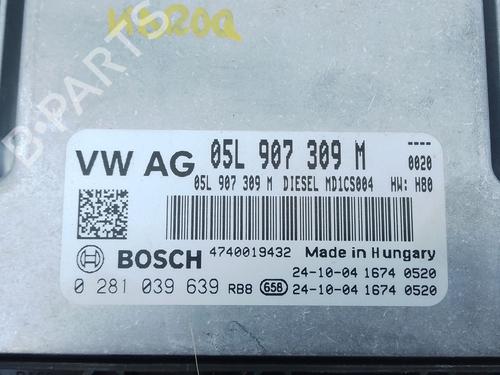 B-PARTS
VW AG 05L 907 309 M 0020
05L 907 309 M DIESEL MD1CS004 HW: H80
BOSCH 4740019432 Made in Hungary
24-10-04 1674 0520
0 281 039 639 RB8 658 24-10-04 1674 0520